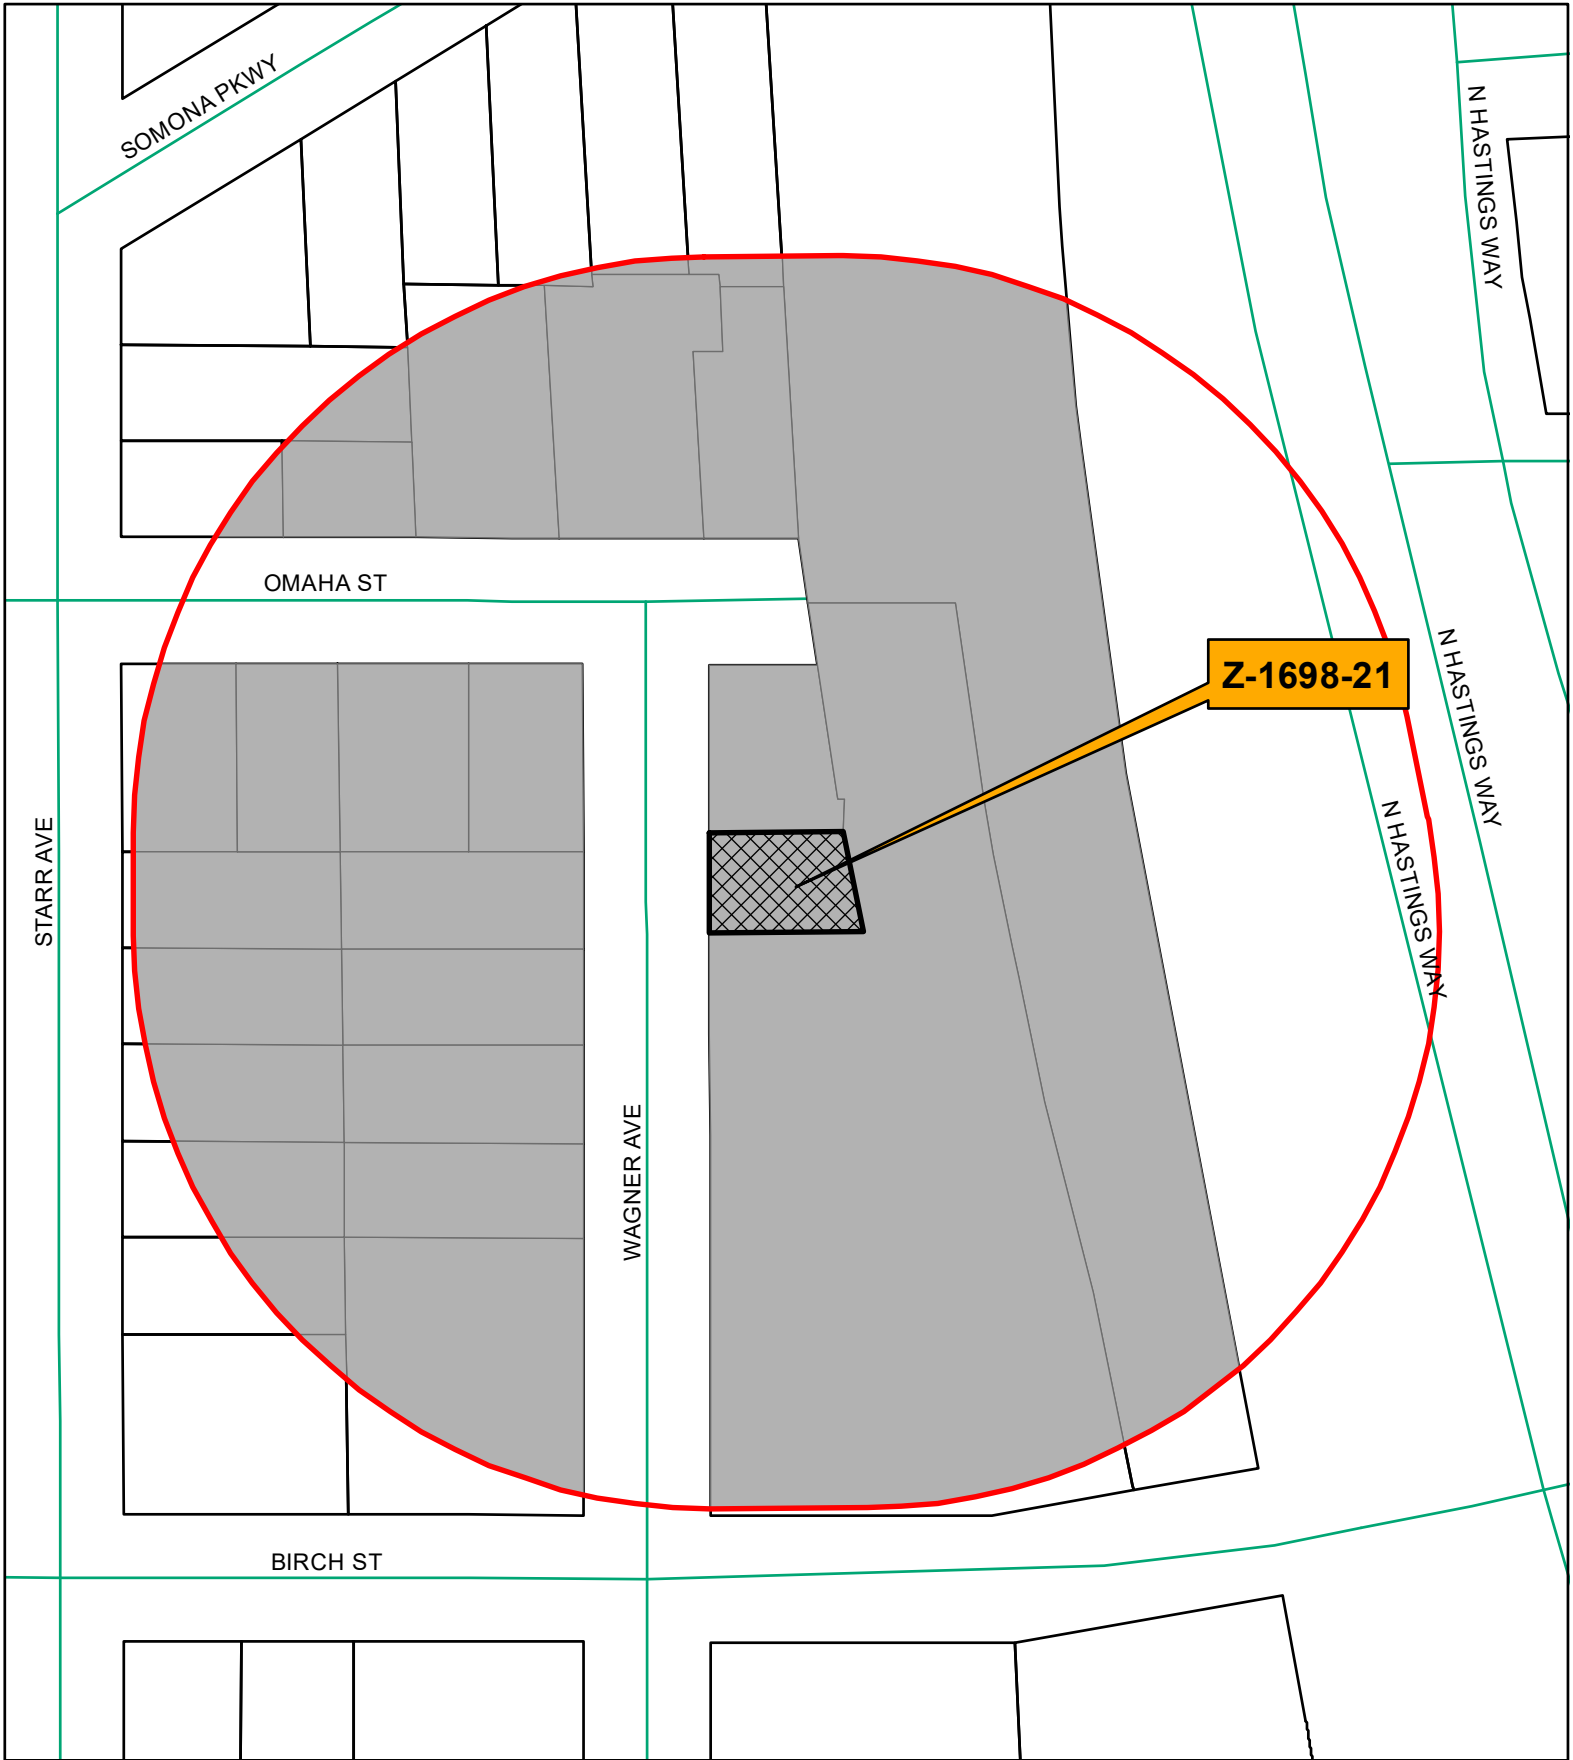 SOMONA PKWY
N HASTINGS WAY
OMAHA ST
Z-1698-21
N HASTINGS WAY
N HASTINGS WAY
STARR AVE
WAGNER AVE
BIRCH ST